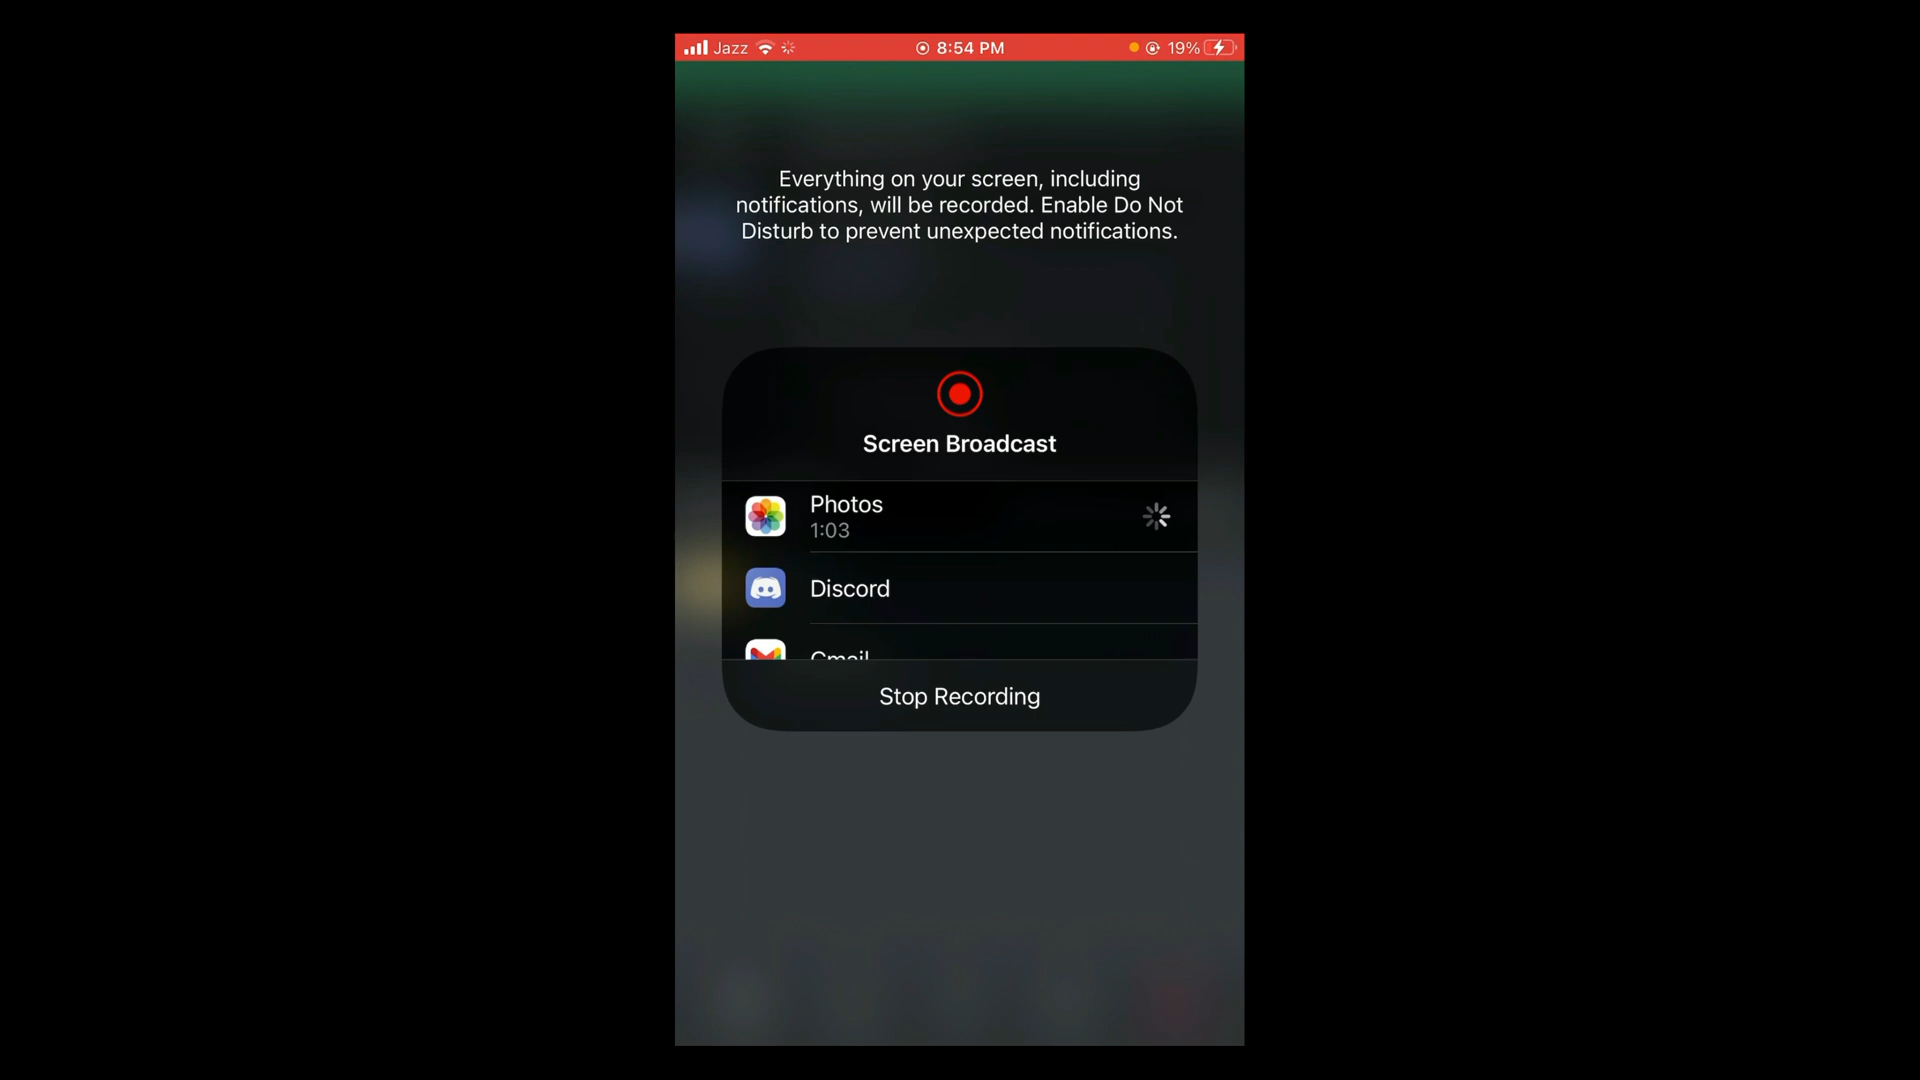 Jazz 8:54 PM 19%
Everything on your screen, including
notifications, will be recorded. Enable Do Not
Disturb to prevent unexpected notifications.
Screen Broadcast
Photos
1:03
Discord
Gmail
Stop Recording